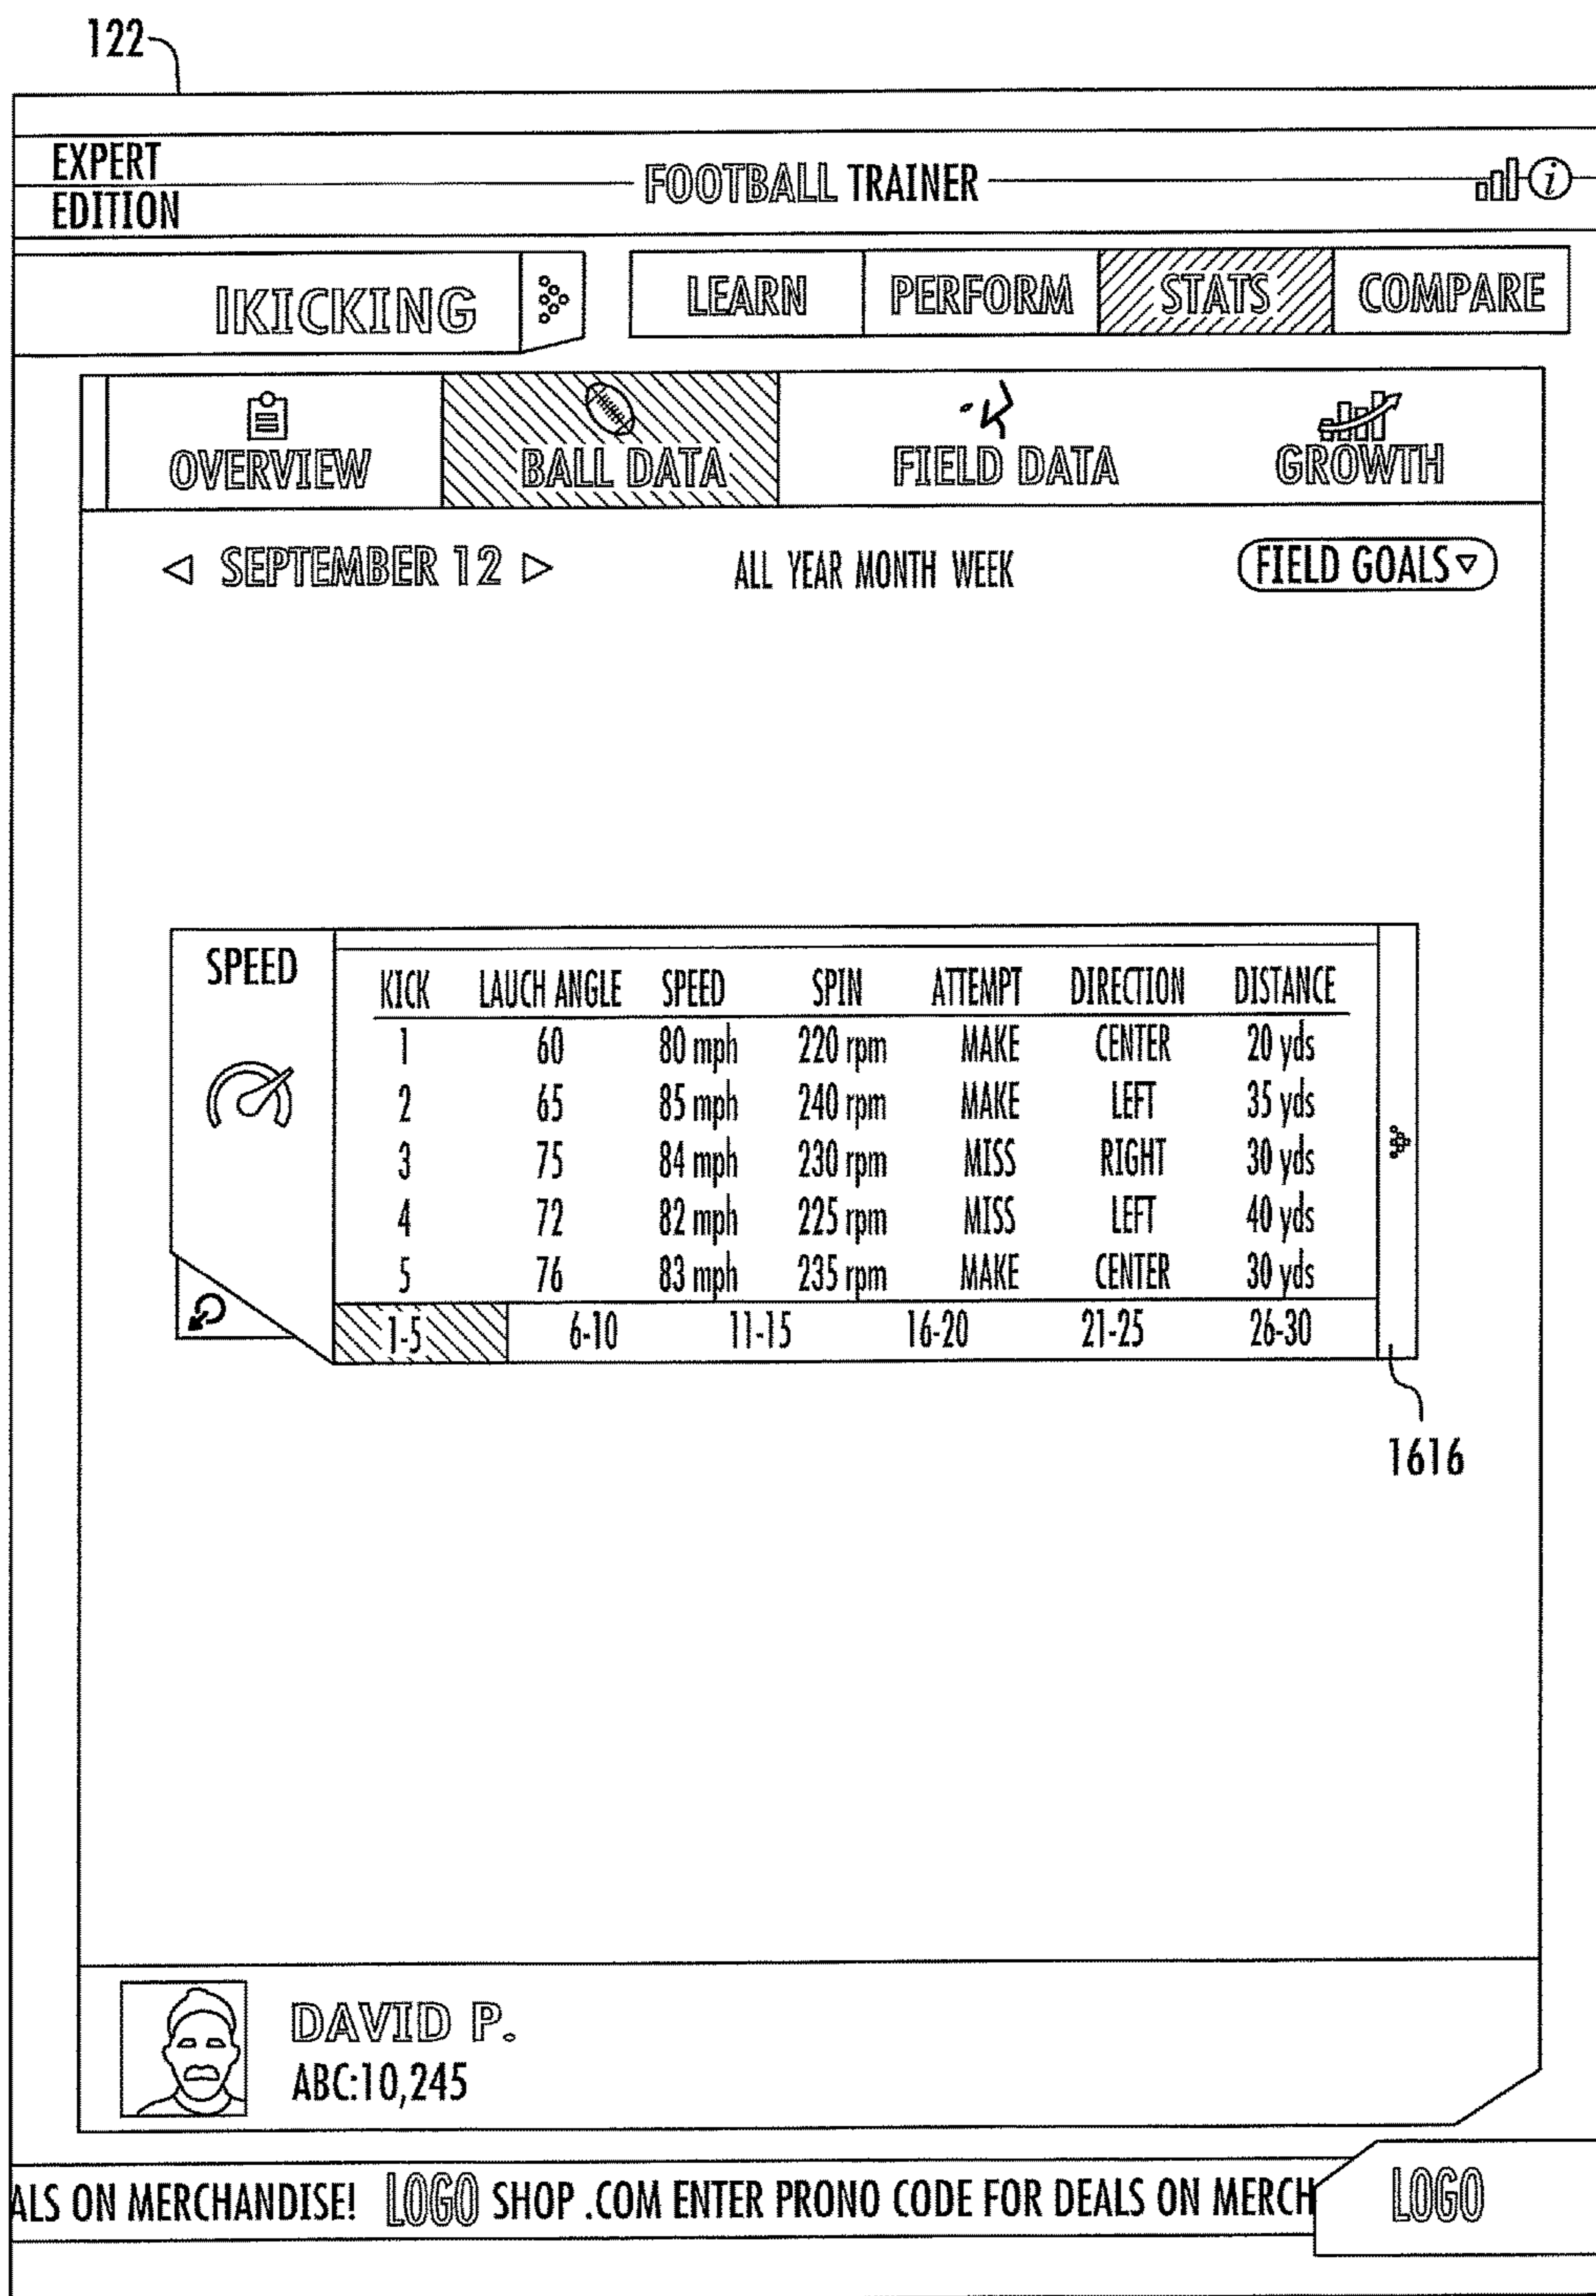 122
EXPERT
EDITION
FOOTBALL TRAINER
i
IKICKING
LEARN PERFORM STATS COMPARE
OVERVIEW BALL DATA FIELD DATA GROWTH
SEPTEMBER 12 ALL YEAR MONTH WEEK FIELD GOALS
SPEED
KICK LAUCH ANGLE SPEED SPIN ATTEMPT DIRECTION DISTANCE
1 60 80 mph 220 rpm MAKE CENTER 20 yds
2 65 85 mph 240 rpm MAKE LEFT 35 yds
3 75 84 mph 230 rpm MISS RIGHT 30 yds
4 72 82 mph 225 rpm MISS LEFT 40 yds
5 76 83 mph 235 rpm MAKE CENTER 30 yds
1-5 6-10 11-15 16-20 21-25 26-30
1616
DAVID P.
ABC:10,245
ALS ON MERCHANDISE! LOGO SHOP .COM ENTER PRONO CODE FOR DEALS ON MERCH LOGO